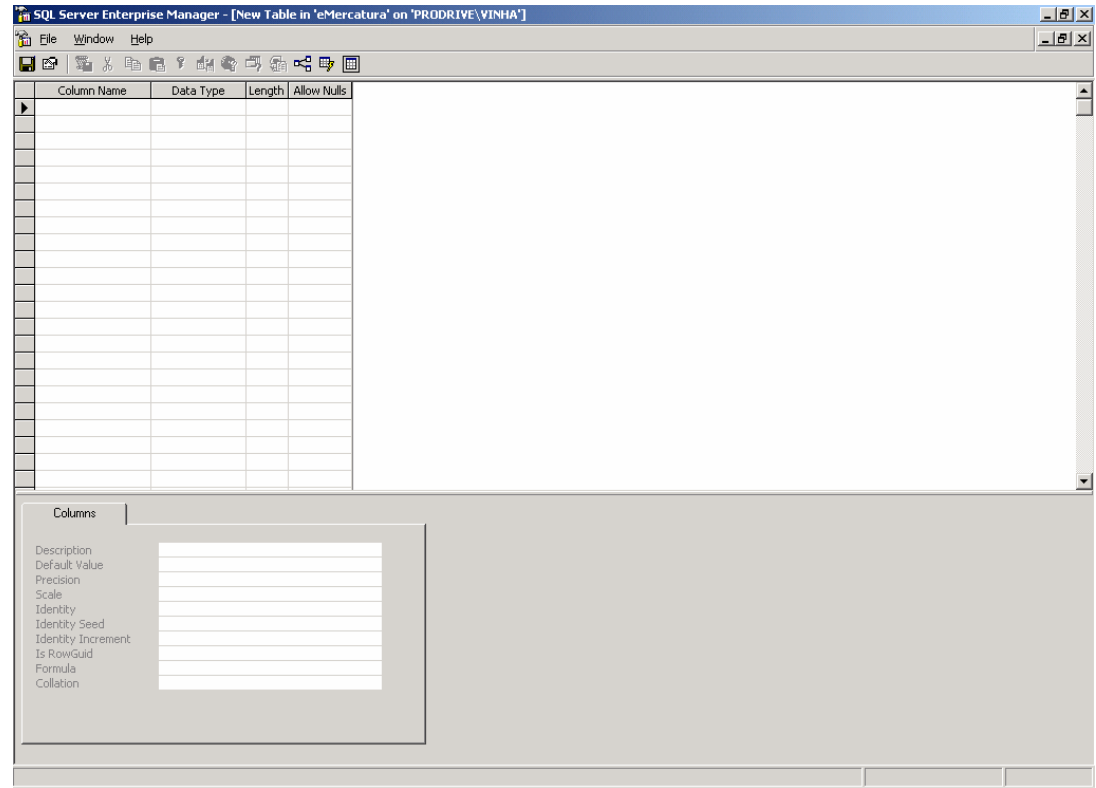 SQL Server Enterprise Manager - [New Table in 'eMercatura' on 'PRODRIVE\VINHA']
File Window Help
Column Name Data Type Length Allow Nulls
Columns
Description
Default Value
Precision
Scale
Identity
Identity Seed
Identity Increment
Is RowGuid
Formula
Collation